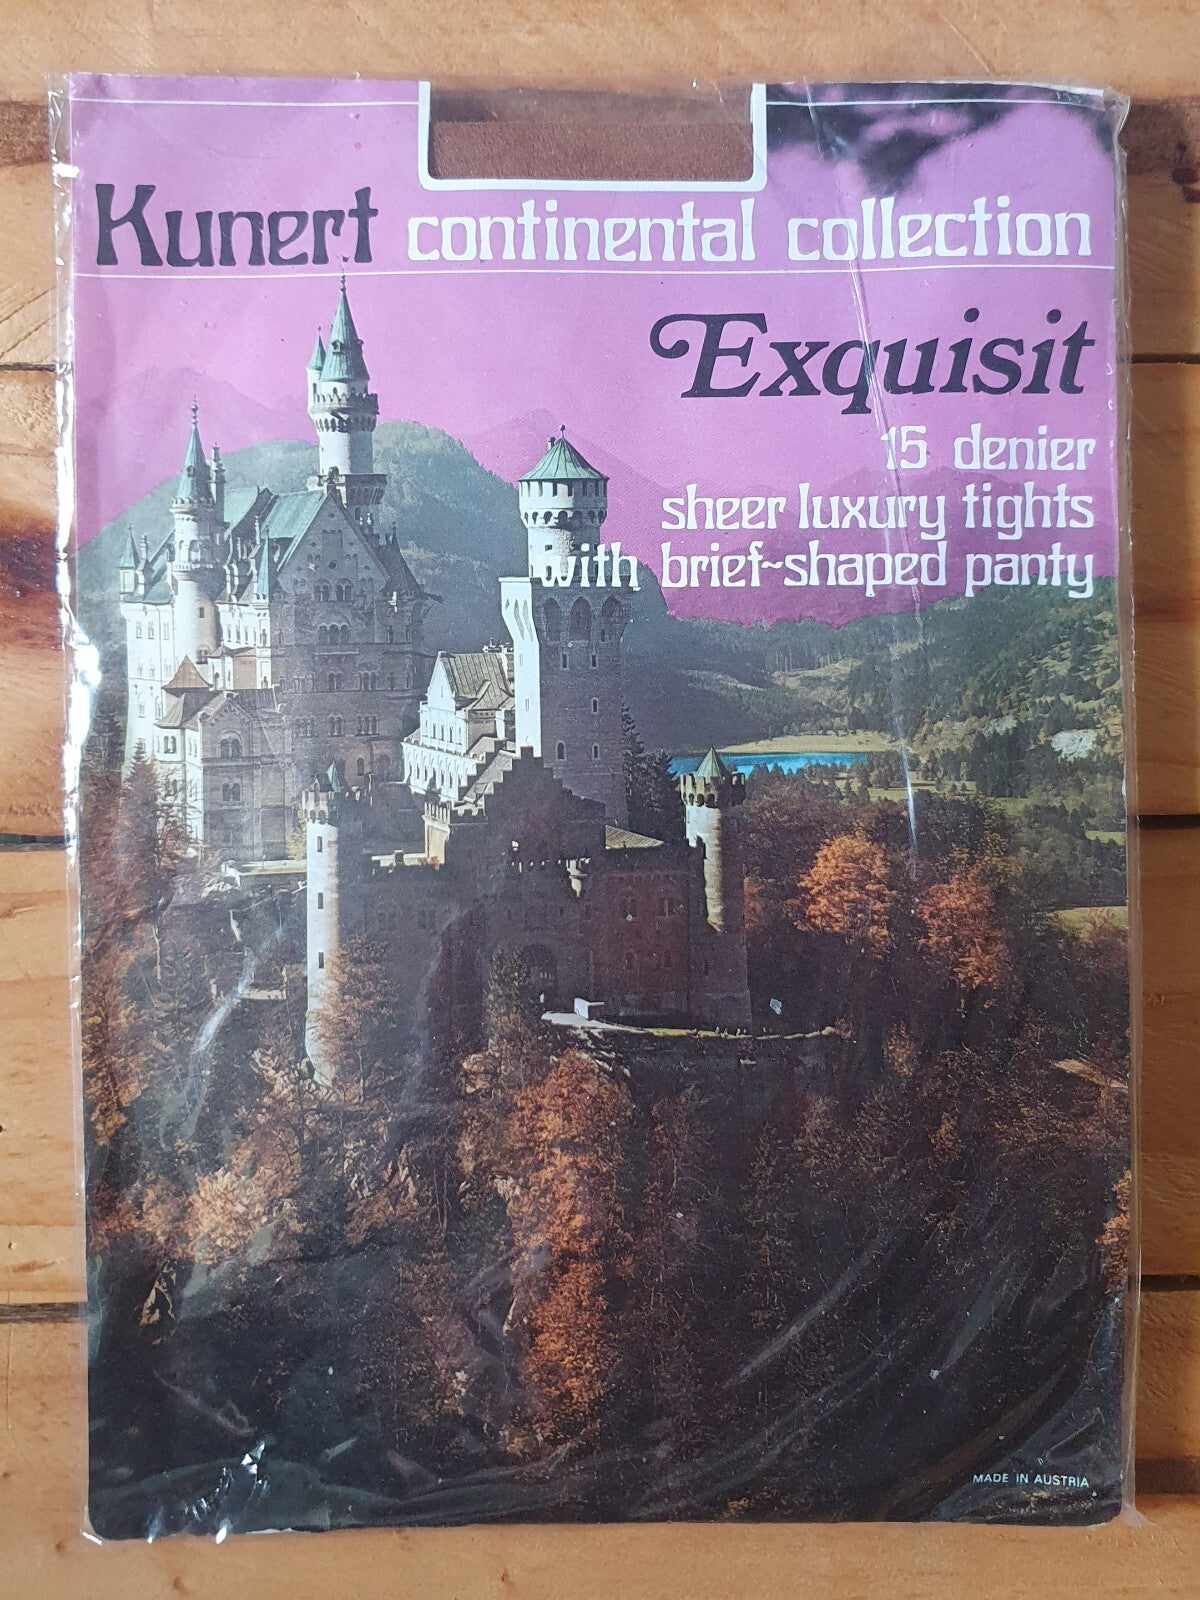 Kunert continental collection
Exquisit
15 denier
sheer luxury tights
with brief-shaped panty
MADE IN AUSTRIA